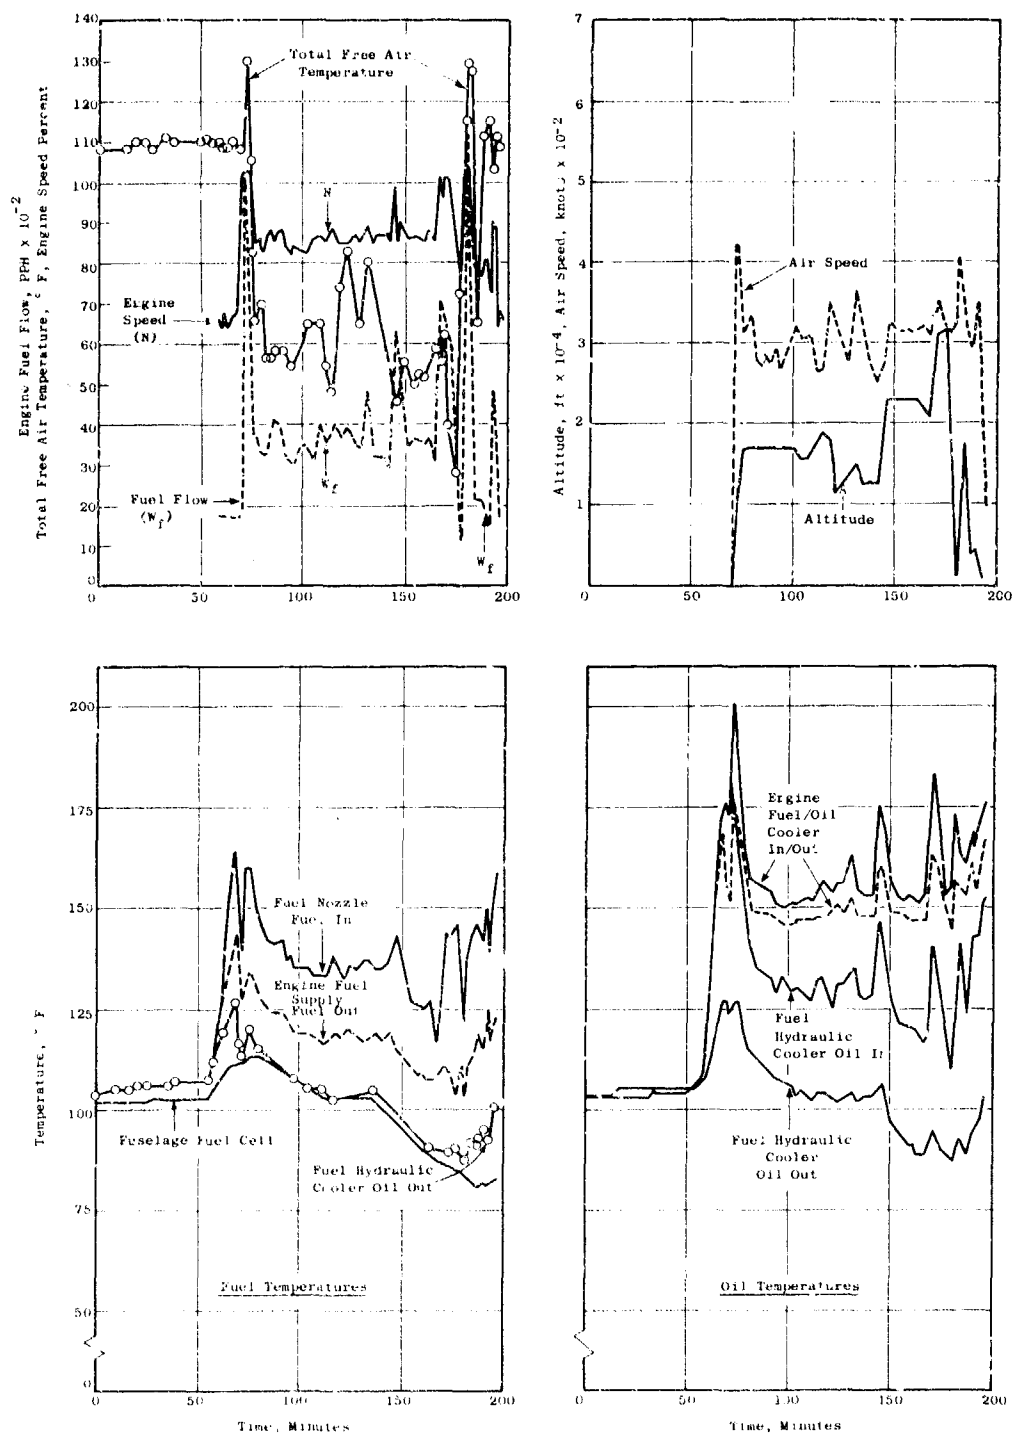 Engine Fuel Flow, PPH x 10-2
Total Free Air Temperature, ° F, Engine Speed Percent
140
130
120
110
100
90
80
70
60
50
40
30
20
10
0
Total Free Air
Temperature
N
Engine
Speed
(N)
Fuel Flow
(Wf)
Wf
Wf
0
50
100
150
200
Altitude, ft x 10-4, Air Speed, knots x 10-2
7
6
5
4
3
2
1
Air Speed
Altitude
0
50
100
150
200
Temperature, ° F
200
175
150
125
100
75
50
0
Fuel Nozzle
Fuel In
Engine Fuel
Supply
Fuel Out
Fuselage Fuel Cell
Fuel Hydraulic
Cooler Oil Out
Fuel Temperatures
0
50
100
150
200
Time, Minutes
Engine
Fuel/Oil
Cooler
In/Out
Fuel
Hydraulic
Cooler Oil In
Fuel Hydraulic
Cooler
Oil Out
Oil Temperatures
0
50
100
150
200
Time, Minutes